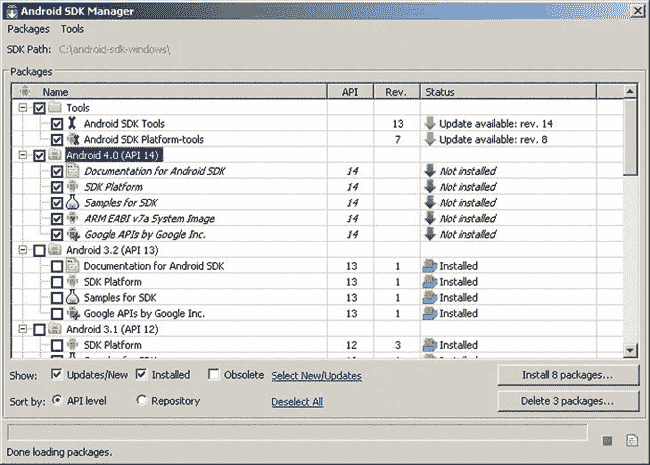 Android SDK Manager
Packages Tools
SDK Path: C:\android-sdk-windows\
Packages
Name API Rev. Status
Tools
Android SDK Tools 13 Update available: rev. 14
Android SDK Platform-tools 7 Update available: rev. 8
Android 4.0 (API 14)
Documentation for Android SDK 14 Not installed
SDK Platform 14 Not installed
Samples for SDK 14 Not installed
ARM EABI v7a System Image 14 Not installed
Google APIs by Google Inc. 14 Not installed
Android 3.2 (API 13)
Documentation for Android SDK 13 1 Installed
SDK Platform 13 1 Installed
Samples for SDK 13 1 Installed
Google APIs by Google Inc. 13 1 Installed
Android 3.1 (API 12)
SDK Platform 12 3 Installed
Show: Updates/New Installed Obsolete Select New/Updates Install 8 packages...
Sort by: API level Repository Deselect All Delete 3 packages...
Done loading packages.